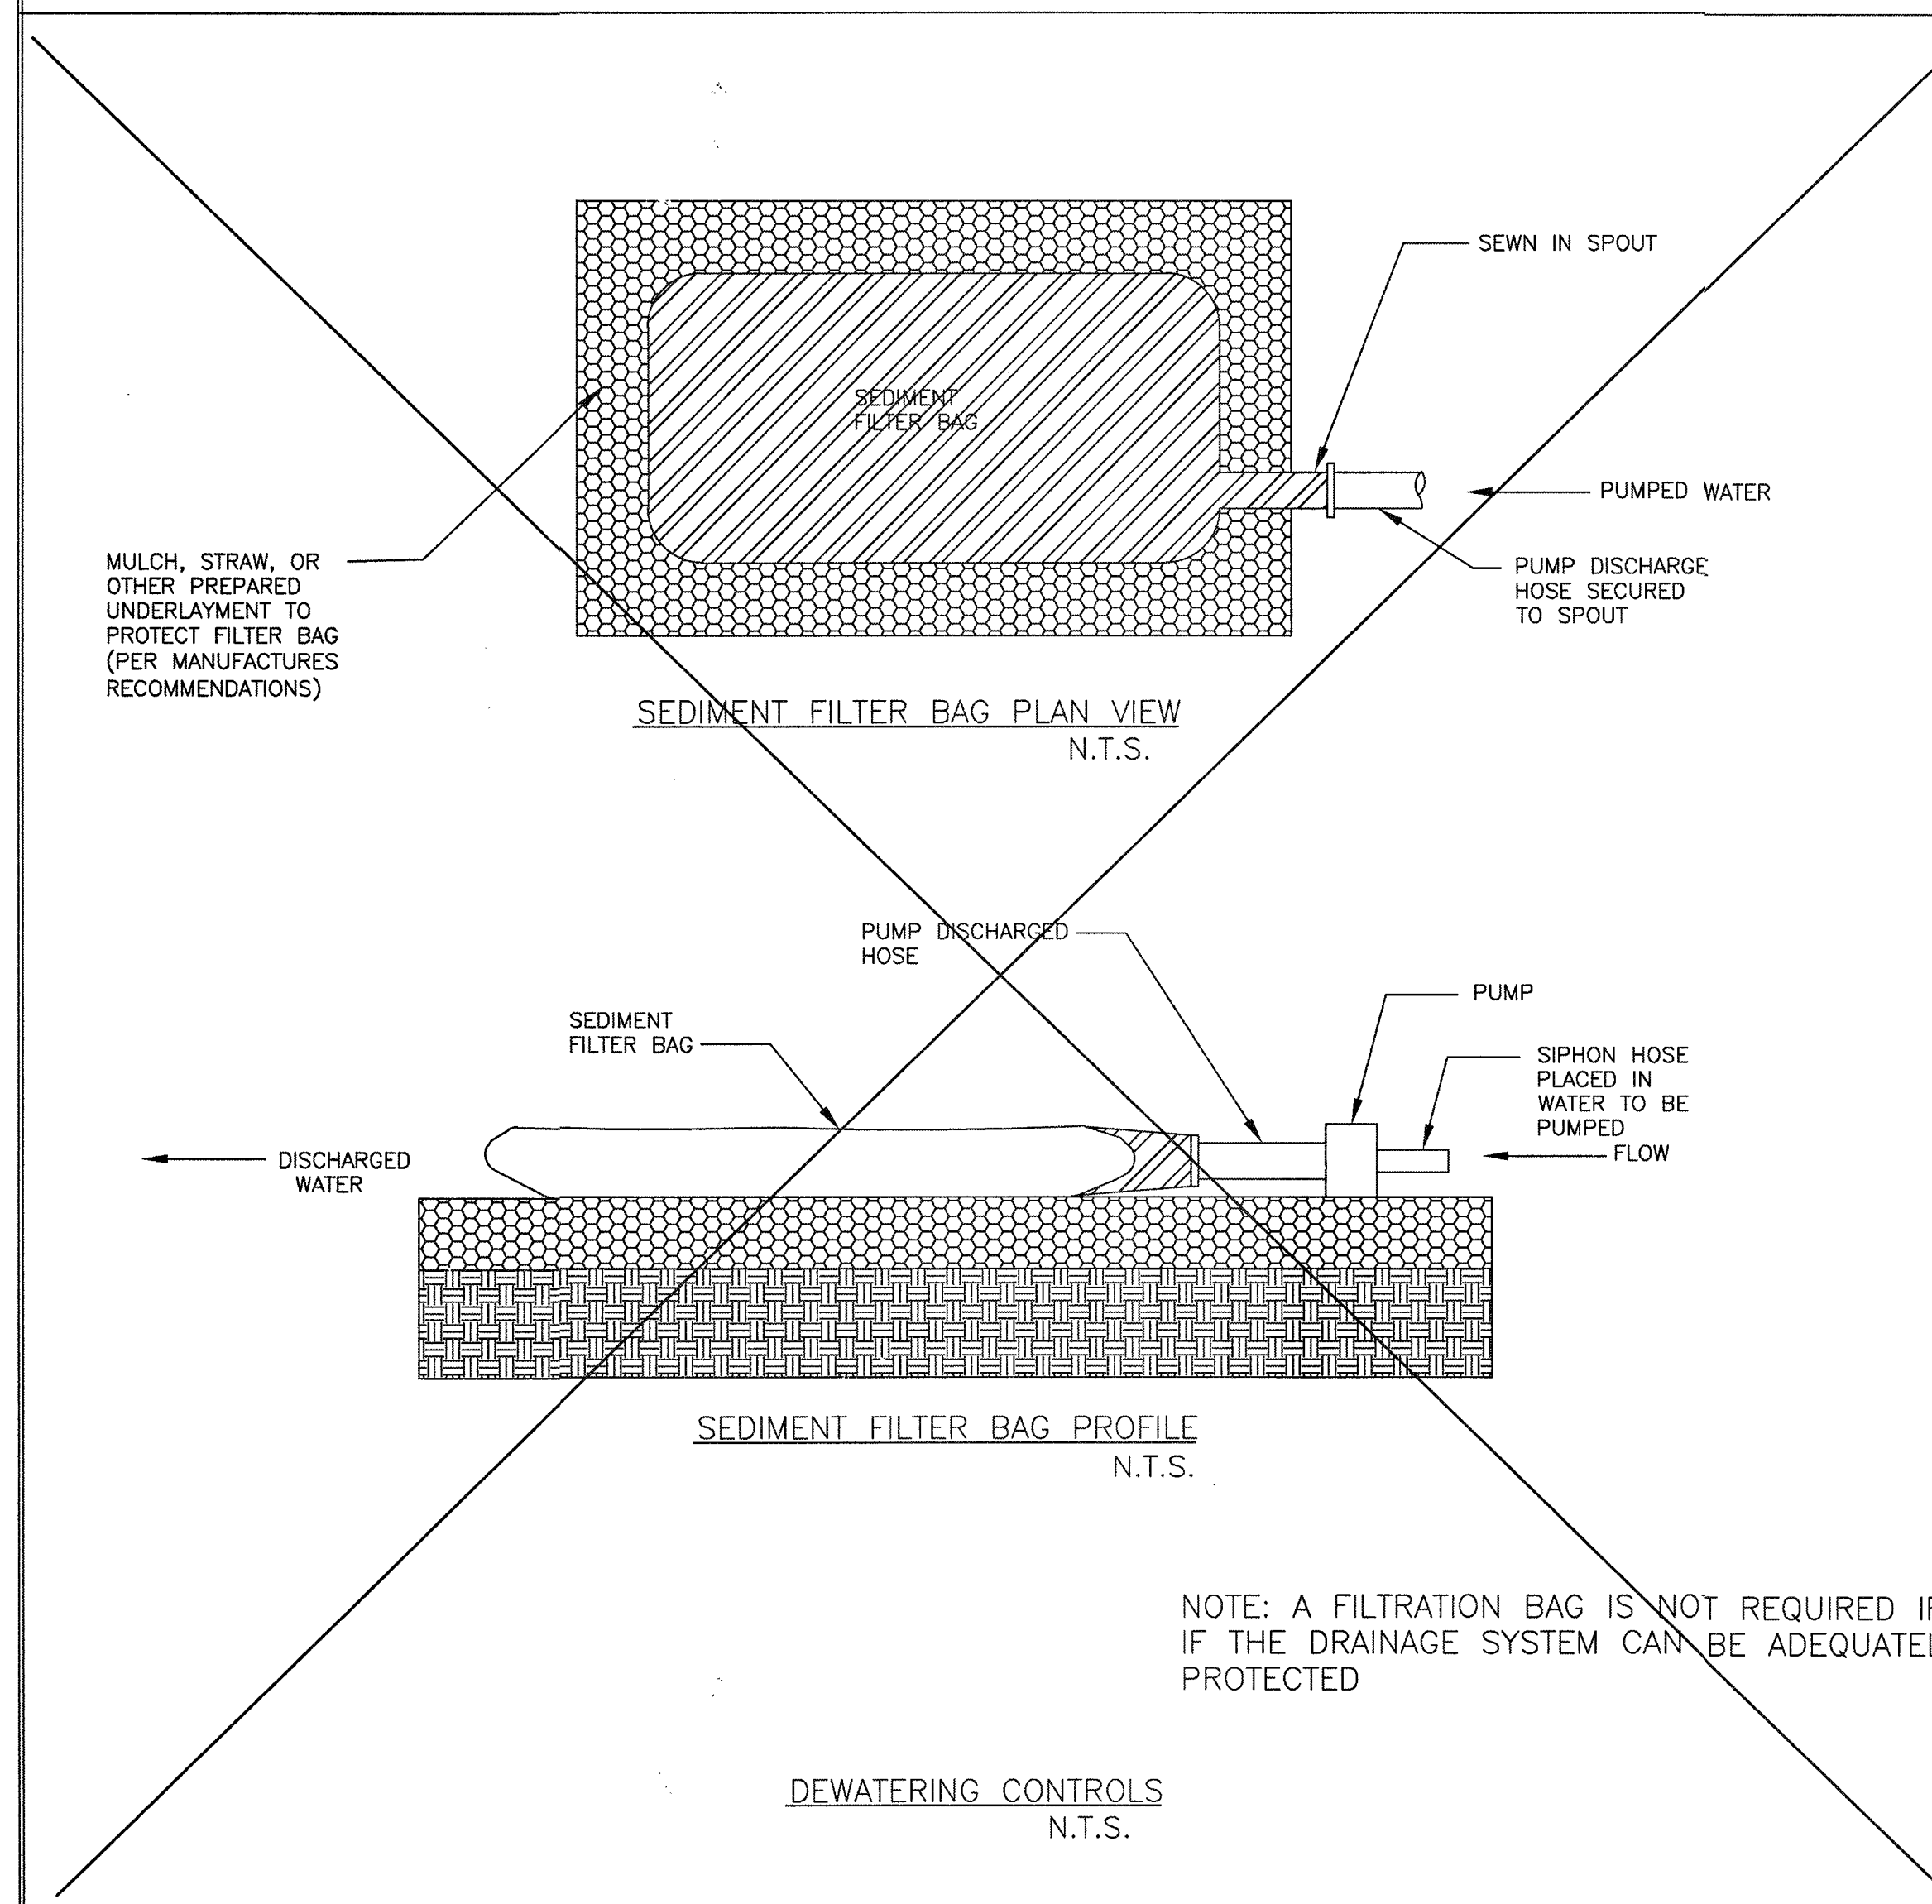 SEWN IN SPOUT
SEDIMENT
FILTER BAG
PUMPED WATER
MULCH, STRAW, OR
OTHER PREPARED
UNDERLAYMENT TO
PROTECT FILTER BAG
(PER MANUFACTURES
RECOMMENDATIONS)
PUMP DISCHARGE
HOSE SECURED
TO SPOUT
SEDIMENT FILTER BAG PLAN VIEW
N.T.S.
PUMP DISCHARGED
HOSE
PUMP
SEDIMENT
FILTER BAG
SIPHON HOSE
PLACED IN
WATER TO BE
PUMPED
FLOW
DISCHARGED
WATER
SEDIMENT FILTER BAG PROFILE
N.T.S.
NOTE: A FILTRATION BAG IS NOT REQUIRED IF
IF THE DRAINAGE SYSTEM CAN BE ADEQUATEL
PROTECTED
DEWATERING CONTROLS
N.T.S.